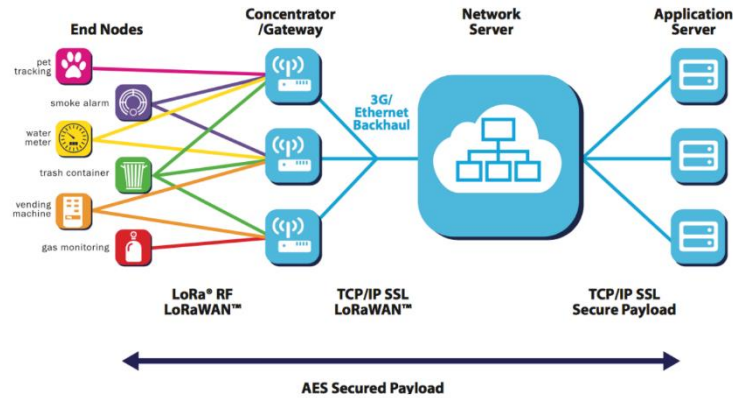 End Nodes
Concentrator
/Gateway
Network
Server
Application
Server
pet
tracking
smoke alarm
water
meter
trash container
vending
machine
gas monitoring
3G/
Ethernet
Backhaul
LoRa® RF
LoRaWAN™
TCP/IP SSL
LoRaWAN™
TCP/IP SSL
Secure Payload
AES Secured Payload